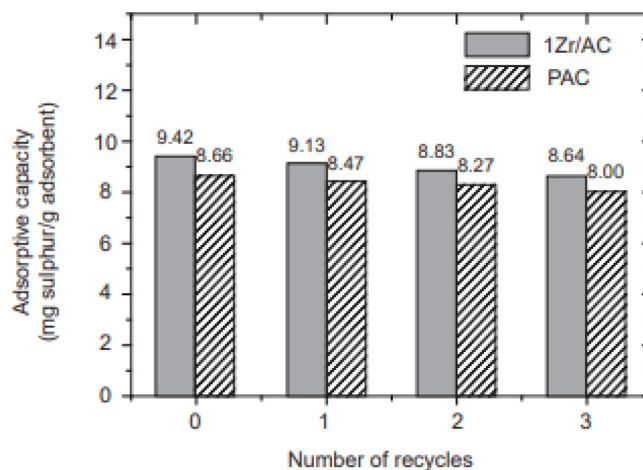 14
12
10
8
6
4
2
0
Adsorptive capacity
(mg sulphur/g adsorbent)
1Zr/AC
PAC
9.42
8.66
9.13
8.47
8.83
8.27
8.64
8.00
0 1 2 3
Number of recycles